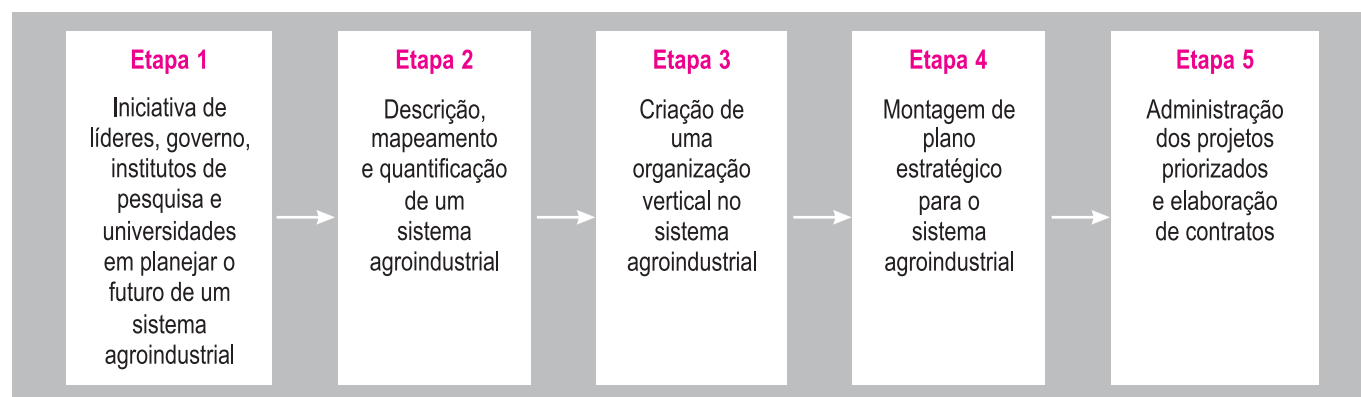 Etapa 1
Iniciativa de
líderes, governo,
institutos de
pesquisa e
universidades
em planejar o
futuro de um
sistema
agroindustrial
Etapa 2
Descrição,
mapeamento
e quantificação
de um
sistema
agroindustrial
Etapa 3
Criação de
uma
organização
vertical no
sistema
agroindustrial
Etapa 4
Montagem de
plano
estratégico
para o
sistema
agroindustrial
Etapa 5
Administração
dos projetos
priorizados
e elaboração
de contratos